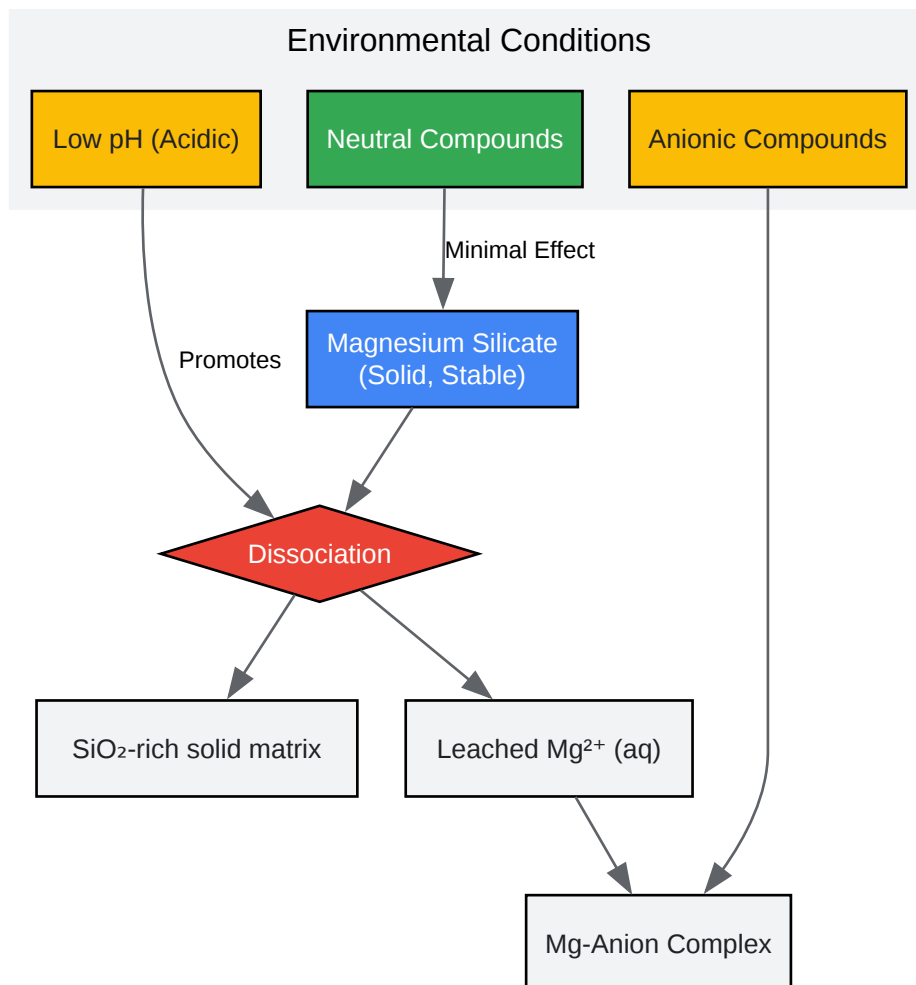 Environmental Conditions
Low pH (Acidic)
Neutral Compounds
Anionic Compounds
Minimal Effect
Magnesium Silicate
(Solid, Stable)
Promotes
Dissociation
SiO₂-rich solid matrix
Leached Mg²⁺ (aq)
Mg-Anion Complex